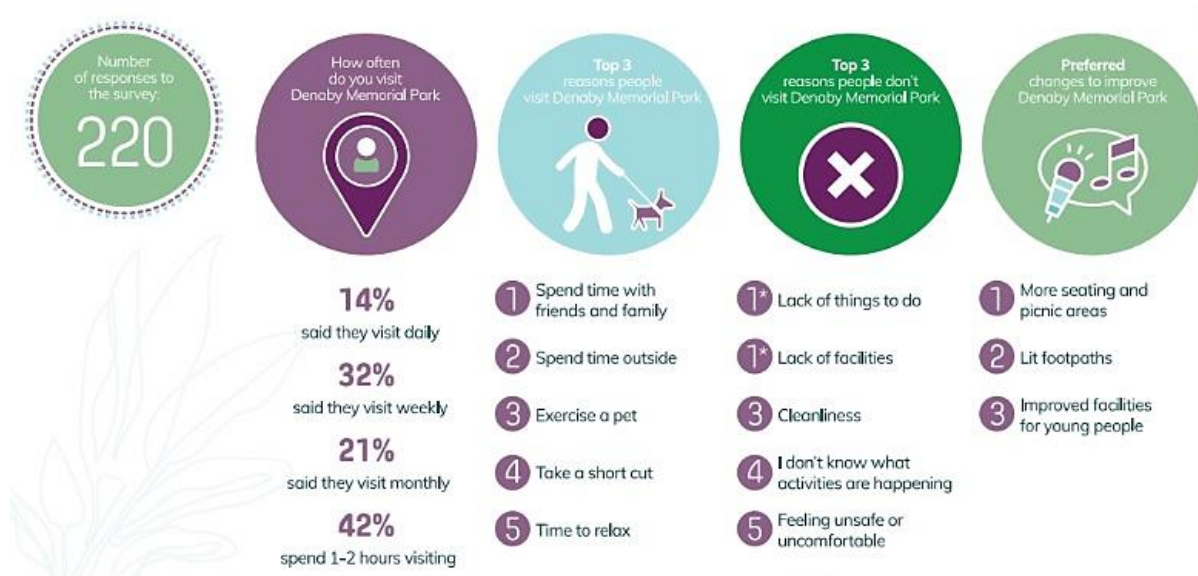 Number
of responses to
the survey:
220
How often
do you visit
Denaby Memorial Park
14%
said they visit daily
32%
said they visit weekly
21%
said they visit monthly
42%
spend 1-2 hours visiting
Top 3
reasons people
visit Denaby Memorial Park
1 Spend time with
friends and family
2 Spend time outside
3 Exercise a pet
4 Take a short cut
5 Time to relax
Top 3
reasons people don't
visit Denaby Memorial Park
1* Lack of things to do
1* Lack of facilities
3 Cleanliness
4 I don't know what
activities are happening
5 Feeling unsafe or
uncomfortable
Preferred
changes to improve
Denaby Memorial Park
1 More seating and
picnic areas
2 Lit footpaths
3 Improved facilities
for young people